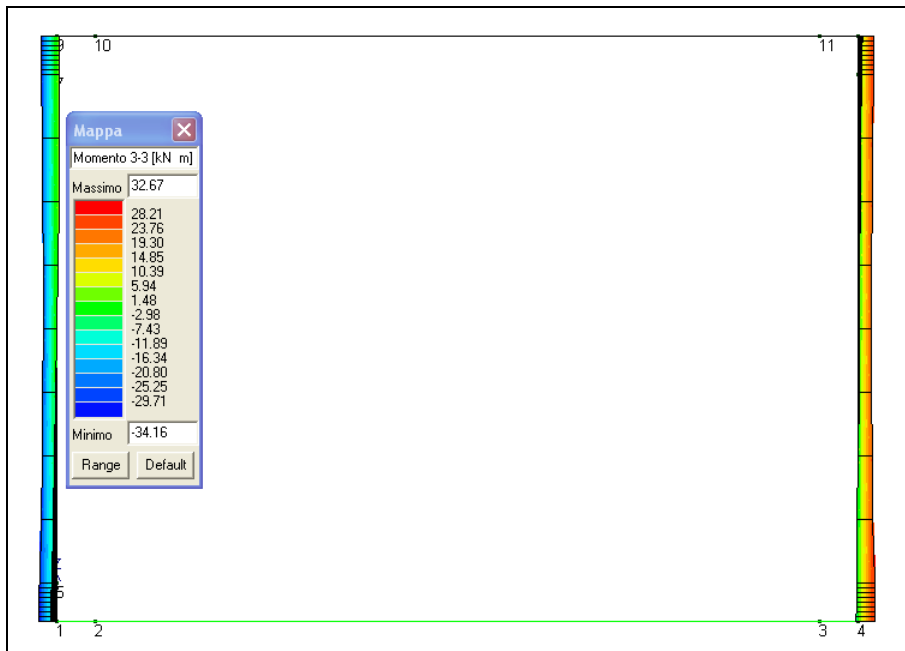 9 10 11
Mappa
Momento 3-3 [kN m]
Massimo 32.67
28.21
23.76
19.30
14.85
10.39
5.94
1.48
-2.98
-7.43
-11.89
-16.34
-20.80
-25.25
-29.71
Minimo -34.16
Range Default
1 2 3 4